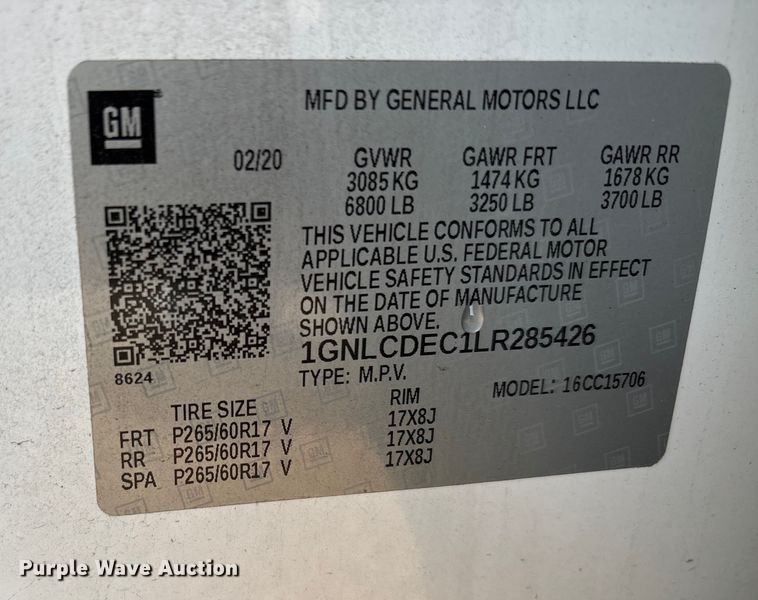 GM
MFD BY GENERAL MOTORS LLC
02/20 GVWR GAWR FRT GAWR RR
3085 KG 1474 KG 1678 KG
6800 LB 3250 LB 3700 LB
THIS VEHICLE CONFORMS TO ALL
APPLICABLE U.S. FEDERAL MOTOR
VEHICLE SAFETY STANDARDS IN EFFECT
ON THE DATE OF MANUFACTURE
SHOWN ABOVE.
1GNLCDEC1LR285426
8624
TYPE: M.P.V. MODEL: 16CC15706
TIRE SIZE RIM
FRT P265/60R17 V 17X8J
RR P265/60R17 V 17X8J
SPA P265/60R17 V 17X8J
Purple Wave Auction